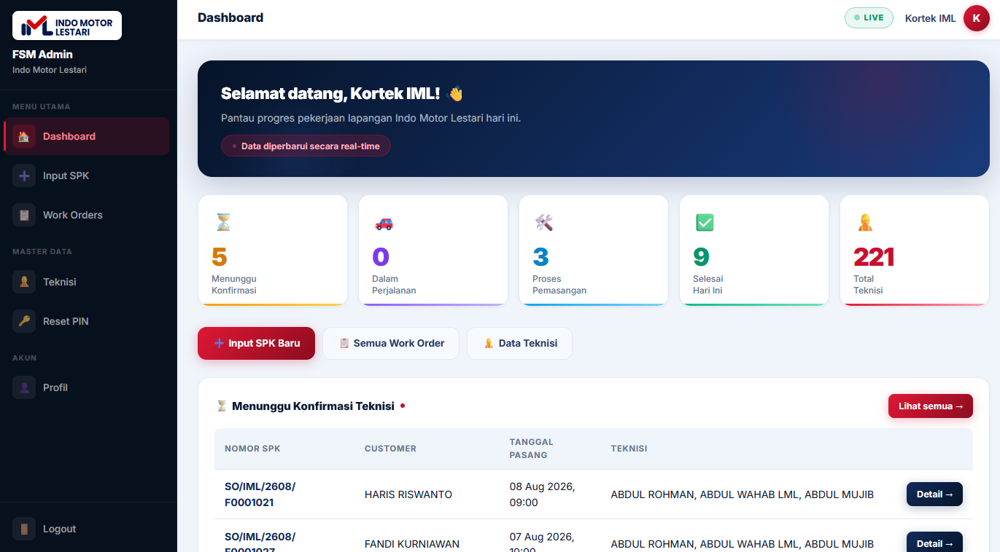 INDO MOTOR
LESTARI
FSM Admin
Indo Motor Lestari
MENU UTAMA
Dashboard
Input SPK
Work Orders
MASTER DATA
Teknisi
Reset PIN
AKUN
Profil
Logout
Dashboard
LIVE
Kortek IML
K
Selamat datang, Kortek IML! 👋
Pantau progres pekerjaan lapangan Indo Motor Lestari hari ini.
Data diperbarui secara real-time
5
Menunggu
Konfirmasi
0
Dalam
Perjalanan
3
Proses
Pemasangan
9
Selesai
Hari Ini
221
Total
Teknisi
Input SPK Baru
Semua Work Order
Data Teknisi
Menunggu Konfirmasi Teknisi
Lihat semua →
NOMOR SPK
CUSTOMER
TANGGAL
PASANG
TEKNISI
SO/IML/2608/
F0001021
HARIS RISWANTO
08 Aug 2026,
09:00
ABDUL ROHMAN, ABDUL WAHAB LML, ABDUL MUJIB
Detail →
SO/IML/2608/
F0001027
FANDI KURNIAWAN
07 Aug 2026,
10:00
ABDUL ROHMAN, ABDUL WAHAB LML, ABDUL MUJIB
Detail →